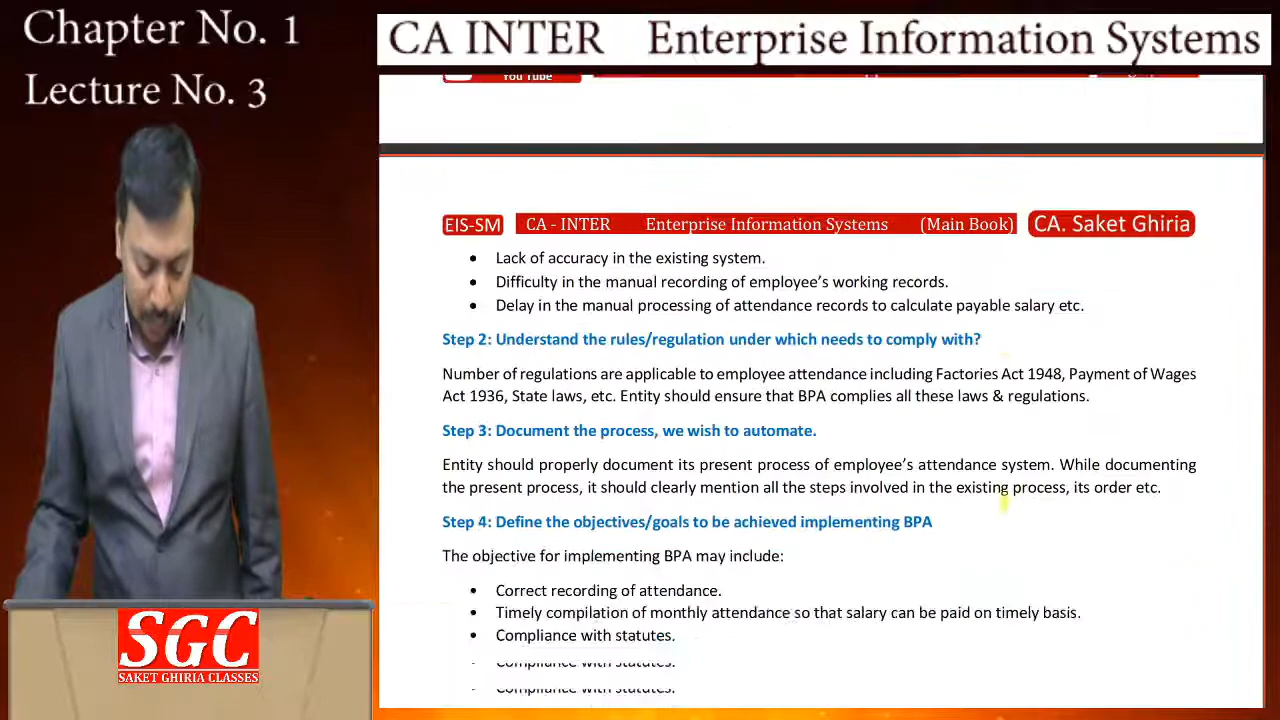 Chapter No. 1
Lecture No. 3
CA INTER Enterprise Information Systems
You Tube
EIS-SM CA - INTER Enterprise Information Systems (Main Book) CA. Saket Ghiria
• Lack of accuracy in the existing system.
• Difficulty in the manual recording of employee's working records.
• Delay in the manual processing of attendance records to calculate payable salary etc.
Step 2: Understand the rules/regulation under which needs to comply with?
Number of regulations are applicable to employee attendance including Factories Act 1948, Payment of Wages
Act 1936, State laws, etc. Entity should ensure that BPA complies all these laws & regulations.
Step 3: Document the process, we wish to automate.
Entity should properly document its present process of employee's attendance system. While documenting
the present process, it should clearly mention all the steps involved in the existing process, its order etc.
Step 4: Define the objectives/goals to be achieved implementing BPA
The objective for implementing BPA may include:
• Correct recording of attendance.
• Timely compilation of monthly attendance so that salary can be paid on timely basis.
• Compliance with statutes.
Compliance with statutes.
Compliance with statutes.
SGC
SAKET GHIRIA CLASSES